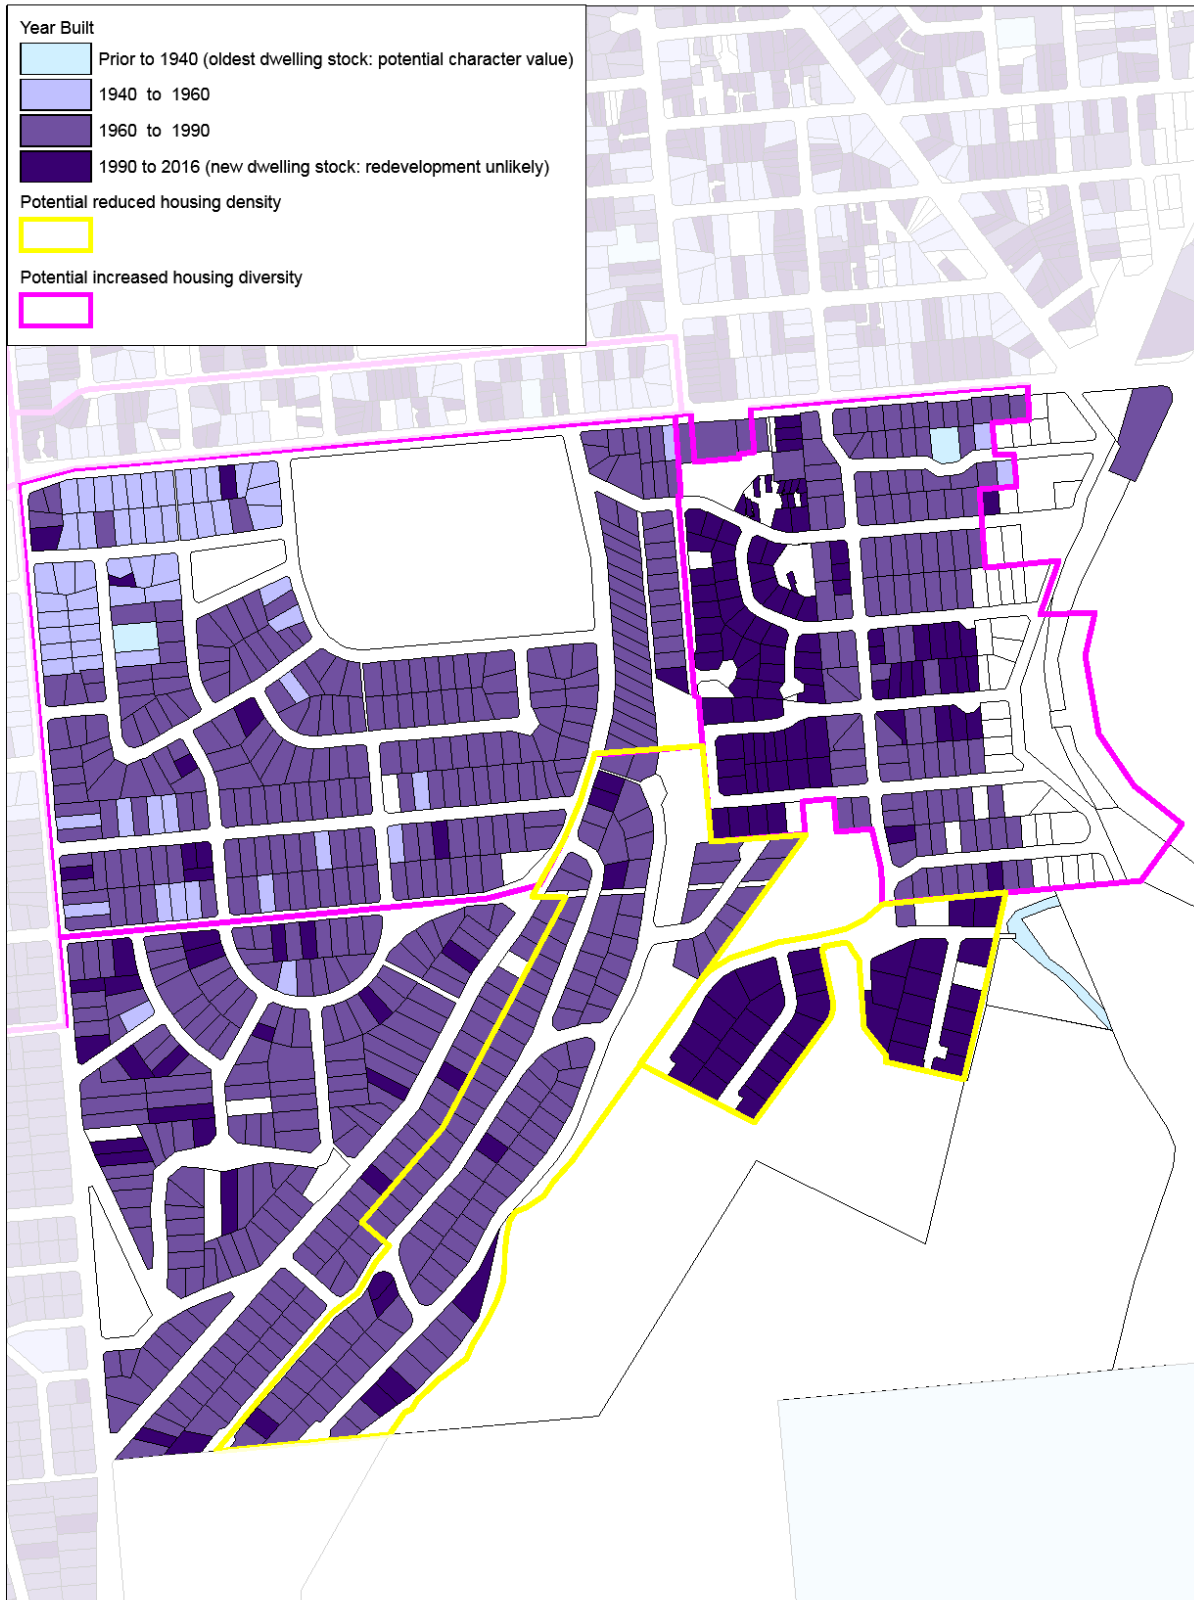 Year Built
Prior to 1940 (oldest dwelling stock: potential character value)
1940 to 1960
1960 to 1990
1990 to 2016 (new dwelling stock: redevelopment unlikely)
Potential reduced housing density
Potential increased housing diversity